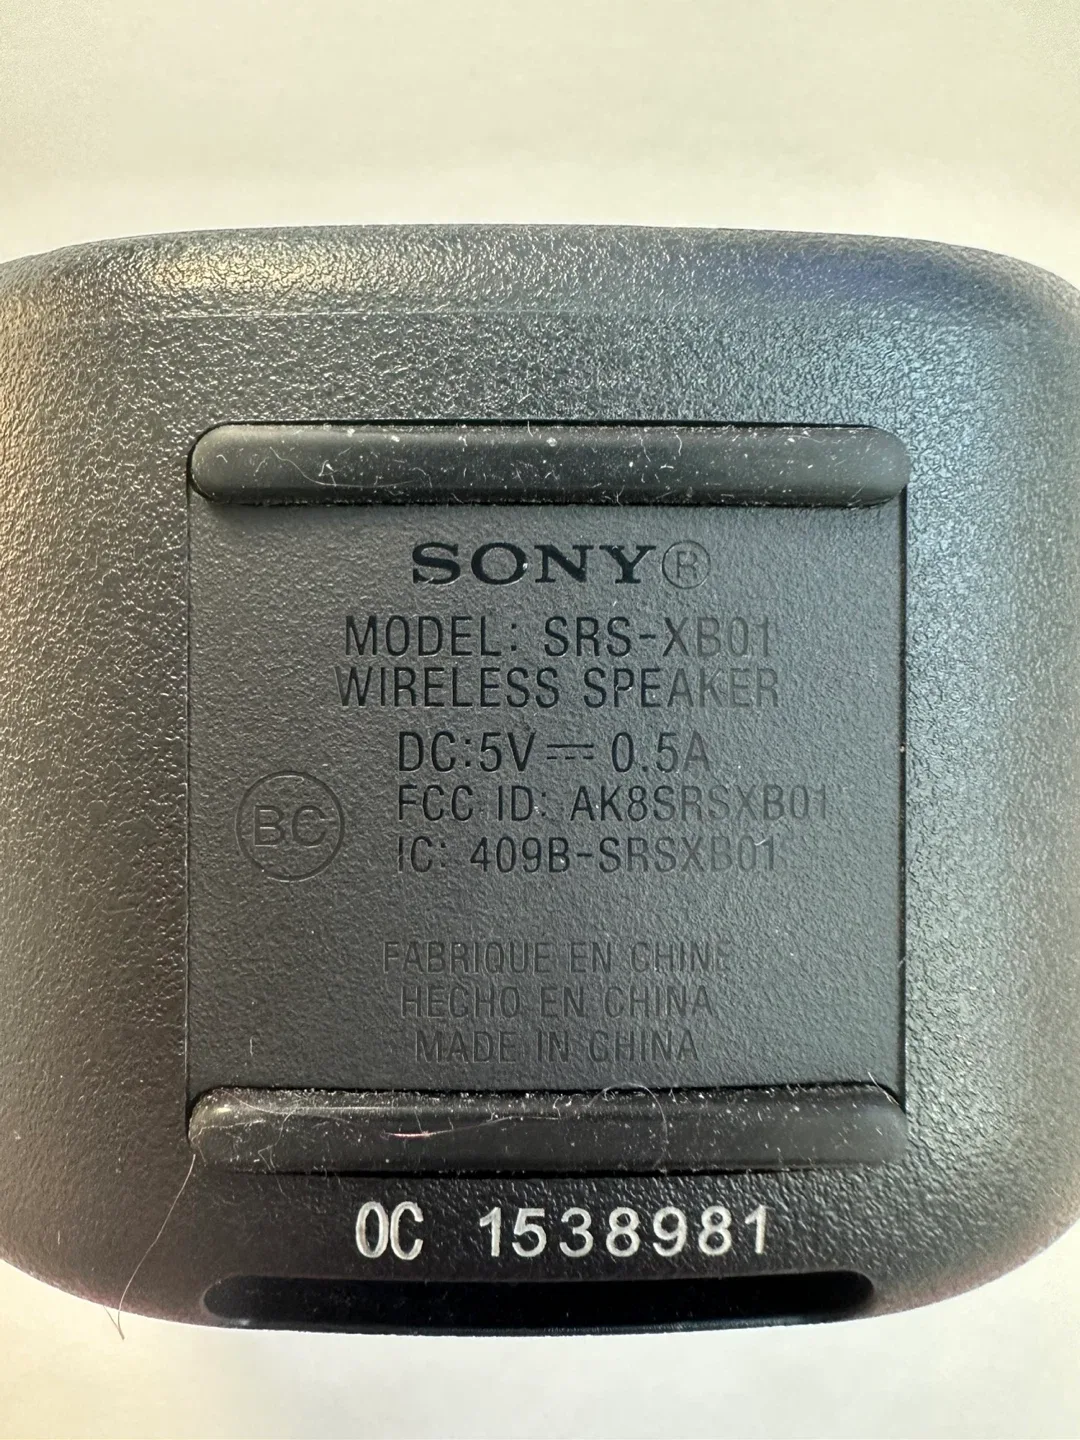 SONY®
MODEL: SRS-XB01
WIRELESS SPEAKER
DC:5V⎓0.5A
FCC ID: AK8SRSXB01
BC
IC: 409B-SRSXB01
FABRIQUE EN CHINE
HECHO EN CHINA
MADE IN CHINA
0C 1538981